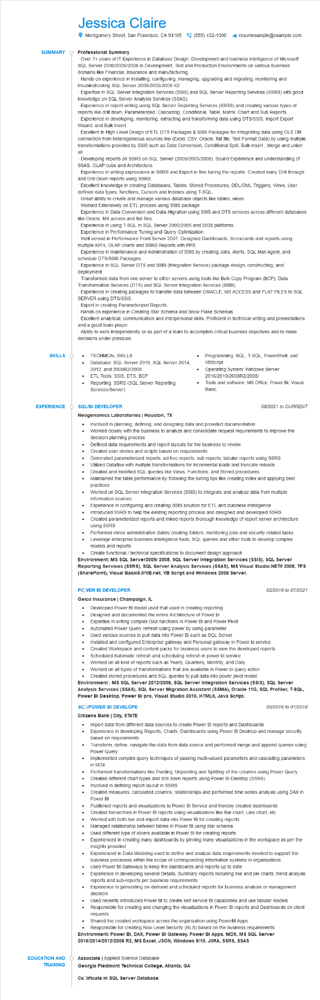 Jessica Claire
Montgomery Street, San Francisco, CA 94105 (555) 432-1000 resumesample@example.com
SUMMARY
Professional Summary
· Over 7+ years of IT Experience in Database Design, Development and business intelligence of Microsoft
SQL Server 2000/2005/2008 in Development, Test and Production Environments on various business
domains like Financial, Insurance and manufacturing.
· Hands on experience in installing, configuring, managing, upgrading and migrating, monitoring and
troubleshooting SQL Server 2000/2005/2008 R2.
· Expertise in SQL Server Integration Services (SSIS) and SQL Server Reporting Services (SSRS) with good
knowledge on SQL Server Analysis Services (SSAS).
· Experience in report writing using SQL Server Reporting Services (SSRS) and creating various types of
reports like drill down, Parameterized, Cascading, Conditional, Table, Matrix, Chart and Sub Reports.
· Experience in developing, monitoring, extracting and transforming data using DTS/SSIS, Import Export
Wizard, and Bulk Insert.
· Excellent in High Level Design of ETL DTS Packages & SSIS Packages for integrating data using OLE DB
connection from heterogeneous sources like (Excel, CSV, Oracle, flat file, Text Format Data) by using multiple
transformations provided by SSIS such as Data Conversion, Conditional Split, Bulk Insert , Merge and union
all.
· Developing reports on SSRS on SQL Server (2000/2005/2008). Sound Experience and understanding of
SSAS, OLAP cube and Architecture.
· Experience in writing expressions in SSRS and Expert in fine tuning the reports. Created many Drill through
and Drill Down reports using SSRS.
· Excellent knowledge in creating Databases, Tables, Stored Procedures, DDL/DML Triggers, Views, User
defined data types, functions, Cursors and Indexes using T-SQL.
· Great ability to create and manage various database objects like tables, views.
· Worked Extensively on ETL process using SSIS package.
· Experience in Data Conversion and Data Migration using SSIS and DTS services across different databases
like Oracle, MS access and flat files.
· Experience in using T-SQL in SQL Server 2000/2005 and 2008 platforms.
· Experience in Performance Tuning and Query Optimization.
· Well versed in Performance Point Server 2007. Designed Dashboards, Scorecards and reports using
multiple KPI's, OLAP charts and SSRS Reports with PPS.
· Experience in maintenance and Administration of SSIS by creating Jobs, Alerts, SQL Mail Agent, and
schedule DTS/SSIS Packages.
· Experience in SQL Server DTS and SSIS (Integration Service) package design, constructing, and
deployment
· Transformed data from one server to other servers using tools like Bulk Copy Program (BCP), Data
Transformation Services (DTS) and SQL Server Integration Services (SSIS)
· Experience in creating packages to transfer data between ORACLE, MS ACCESS and FLAT FILES to SQL
SERVER using DTS/SSIS.
· Expert in creating Parameterized Reports.
· Hands on experience in Creating Star Schema and Snow Flake Schemas.
· Excellent analytical, communication and interpersonal skills. Proficient in technical writing and presentations
and a good team player.
· Ability to work independently or as part of a team to accomplish critical business objectives and to make
decisions under pressure.
SKILLS
• TECHNICAL SKILLS
• Database: SQL Server 2019, SQL Server 2014,
2012, and 2008R2/2008
• ETL Tools: SSIS, DTS, BCP
• Reporting: SSRS (SQL Server Reporting
Services/Server)
• Programming: SQL, T-SQL, PowerShell, and
VBScript
• Operating System: Windows Server
2016/2010/2008R2/2008/
• Tools and software: MS Office, Power Bi, Visual
Basic
EXPERIENCE
SQL/BI DEVELOPER 08/2021 to CURRENT
Neogenomics Laboratories | Houston, TX
• Involved in planning, defining, and designing data and provided documentation
• Worked closely with the business to analyze and consolidate request requirements to improve the
decision planning process
• Defined data requirements and report layouts for the business to review
• Created user stories and scripts based on requirements
• Generated parameterized reports, ad-hoc reports, sub reports, tabular reports using SSRS
• Utilized Dataflow with multiple transformations for Incremental loads and truncate reloads
• Created and modified SQL queries like Views, Functions, and Stored procedures
• Maintained the table performance by following the tuning tips like creating index and applying best
practices
• Worked on SQL Server Integration Services (SSIS) to integrate and analyze data from multiple
information sources
• Experience in configuring and creating SSIS solution for ETL and business intelligence
• Introduced SSRS to help the existing reporting process and designed and developed SSRS
• Created parameterized reports and linked reports thorough knowledge of report server architecture
using SSRS
• Performed minor administrative duties creating folders, monitoring jobs and security related tasks
• Leverage enterprise business intelligence tools, SQL queries and other tools to develop complex
models and reports
• Create functional / technical specifications to document design approach
Environment: MS SQL Server2005/ 2008, SQL Server Integration Services (SSIS), SQL Server
Reporting Services (SSRS), SQL Server Analysis Services (SSAS), MS Visual Studio.NET# 2008, TFS
(SharePoint), Visual Basic6.0/VB.net, VB Script and Windows 2008 Server.
POWER BI DEVELOPER 02/2018 to 07/2021
Geico Insurance | Champaign, IL
• Developed Power BI model used that used in creating reporting
• Designed and documented the entire Architecture of Power bi
• Expertise in writing complex DAX functions in Power BI and Power Pivot
• Automated Power Query refresh using power by using parameter
• Used various sources to pull data into Power BI such as SQL Server
• Installed and configured Enterprise gateway and Personal gateway in Power bi service
• Created Workspace and content packs for business users to view the developed reports
• Scheduled Automatic refresh and scheduling refresh in power bi service
• Worked on all kind of reports such as Yearly, Quarterly, Monthly, and Daily
• Worked on all types of transformations that are available in Power bi query editor
• Created stored procedures and SQL queries to pull data into power pivot model
Environment : MS SQL Server 2012/2008, SQL Server Integration Services (SSIS), SQL Server
Analysis Services (SSAS), SQL Server Migration Assistant (SSMA), Oracle 11G, SQL Profiler, T-SQL,
Power Bi Desktop, Power Bi pro, Visual Studio 2010, HTML5, Java Script.
SQL/POWER BI DEVELOPE 05/2016 to 01/2018
Citizens Bank | City, STATE
• Import data from different data sources to create Power BI reports and Dashboards
• Experience in developing Reports, Charts, Dashboards using Power BI Desktop and manage security
based on requirements
• Transform, define, navigate the data from data source and performed merge and append queries using
Power Query
• Implemented complex query techniques of passing multi-valued parameters and cascading parameters
in MDX
• Performed transformations like Pivoting, Unpivoting and Splitting of the columns using Power Query
• Created different chart types and drill down reports using Power Bi Desktop (SSRS)
• Involved in defining report layout in SSRS
• Created measures, calculated columns, relationships and performed time series analysis using DAX in
Power BI
• Published reports and visualizations to Power BI Service and thereby created dashboards
• Created hierarchies in Power BI reports using visualizations like Bar chart, Line chart, etc
• Worked with both live and import data into Power BI for creating reports
• Managed relationship between tables in Power BI using star schema
• Used different type of slicers available in Power BI for creating reports
• Experienced in creating many dashboards by pinning many visualizations in the workspace as per the
insights provided
• Experienced in Data Modeling used to define and analyze data requirements needed to support the
business processes within the scope of corresponding information systems in organizations
• Used Power BI Gateways to keep the dashboards and reports up to date
• Experience in developing several Details, Summary reports including line and pie charts, trend analysis
reports and sub-reports per business requirements
• Experience in generating on-demand and scheduled reports for business analysis or management
decision
• Used recently introduced Power BI to create self-service BI capabilities and use tabular models
• Responsible for creating and changing the visualizations in Power BI reports and Dashboards on client
requests
• Shared the created workspace across the organization using PowerBI Apps
• Responsible for creating Row-Level Security (RLS) based on the business requirements
Environment: Power BI, DAX, Power BI Gateway, Power BI Apps, MDX, MS SQL Server
2016/2014/2012/2008 R2, MS Excel, JSON, Windows 8/10, JIIRA, SSRS, SSAS
EDUCATION AND
TRAINING
Associate | Applied Science Database
Georgia Piedmont Technical College, Atlanta, GA
Certificate in SQL Server Database